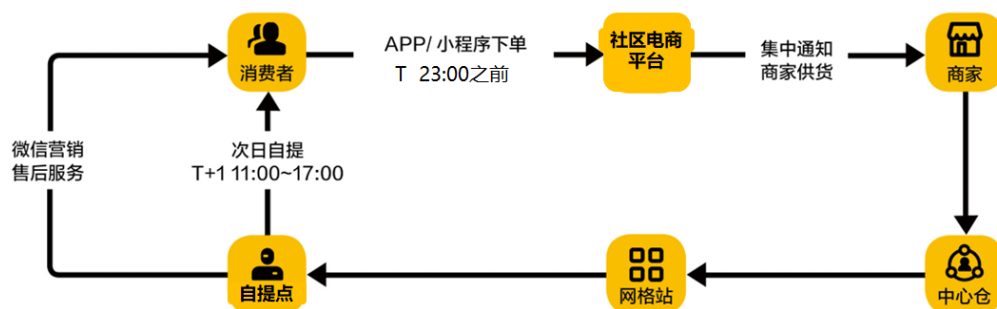 消费者
APP/小程序下单
T 23:00之前
社区电商
平台
集中通知
商家供货
商家
微信营销
售后服务
次日自提
T+1 11:00~17:00
自提点
网格站
中心仓